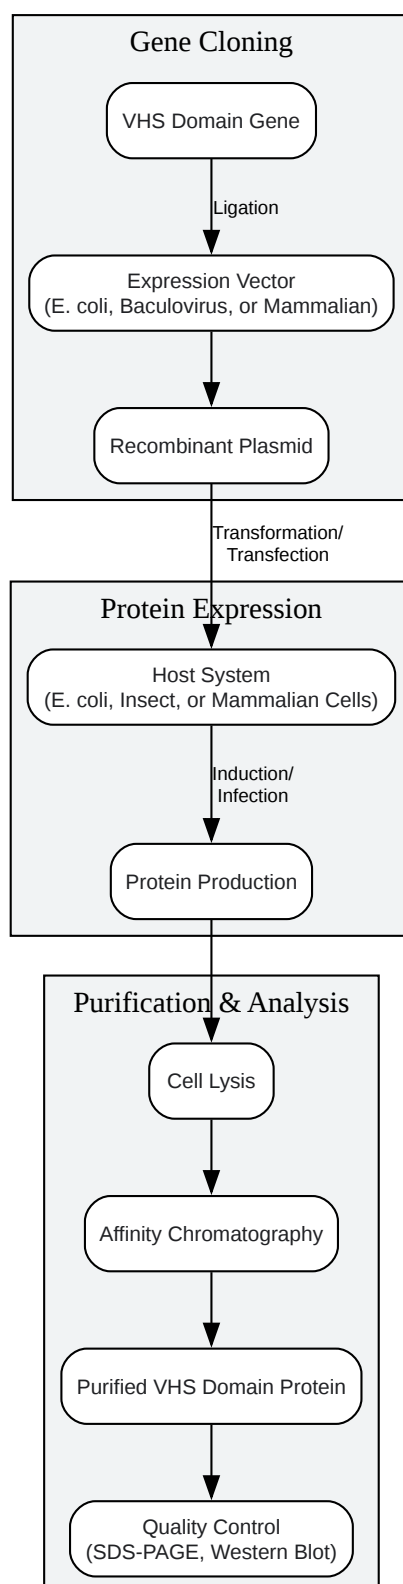 Gene Cloning
VHS Domain Gene
Ligation
Expression Vector
(E. coli, Baculovirus, or Mammalian)
Recombinant Plasmid
Transformation/
Transfection
Protein Expression
Host System
(E. coli, Insect, or Mammalian Cells)
Induction/
Infection
Protein Production
Purification & Analysis
Cell Lysis
Affinity Chromatography
Purified VHS Domain Protein
Quality Control
(SDS-PAGE, Western Blot)